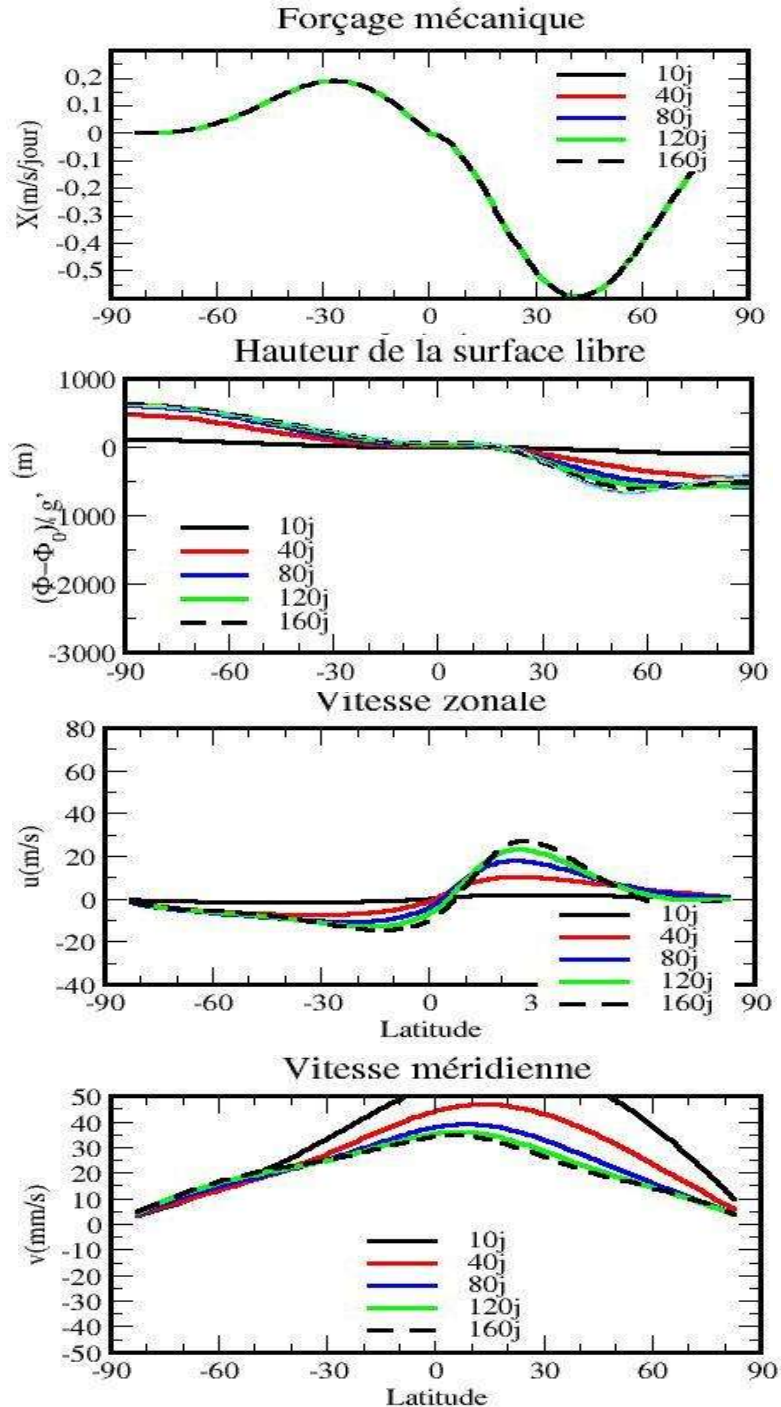 Forçage mécanique
X(m/s/jour)
0,2
0,1
0
-0,1
-0,2
-0,3
-0,4
-0,5
10j
40j
80j
120j
160j
-90 -60 -30 0 30 60 90
Hauteur de la surface libre
(Φ−Φ0)/g, (m)
1000
0
1000
-2000
-3000
10j
40j
80j
120j
160j
-90 -60 -30 0 30 60 90
Vitesse zonale
u(m/s)
80
60
40
20
0
-20
-40
10j
40j
80j
120j
160j
-90 -60 -30 0 3 90
Latitude
Vitesse méridienne
v(mm/s)
50
40
30
20
10
0
-10
-20
-30
-40
-50
10j
40j
80j
120j
160j
-90 -60 -30 0 30 60 90
Latitude